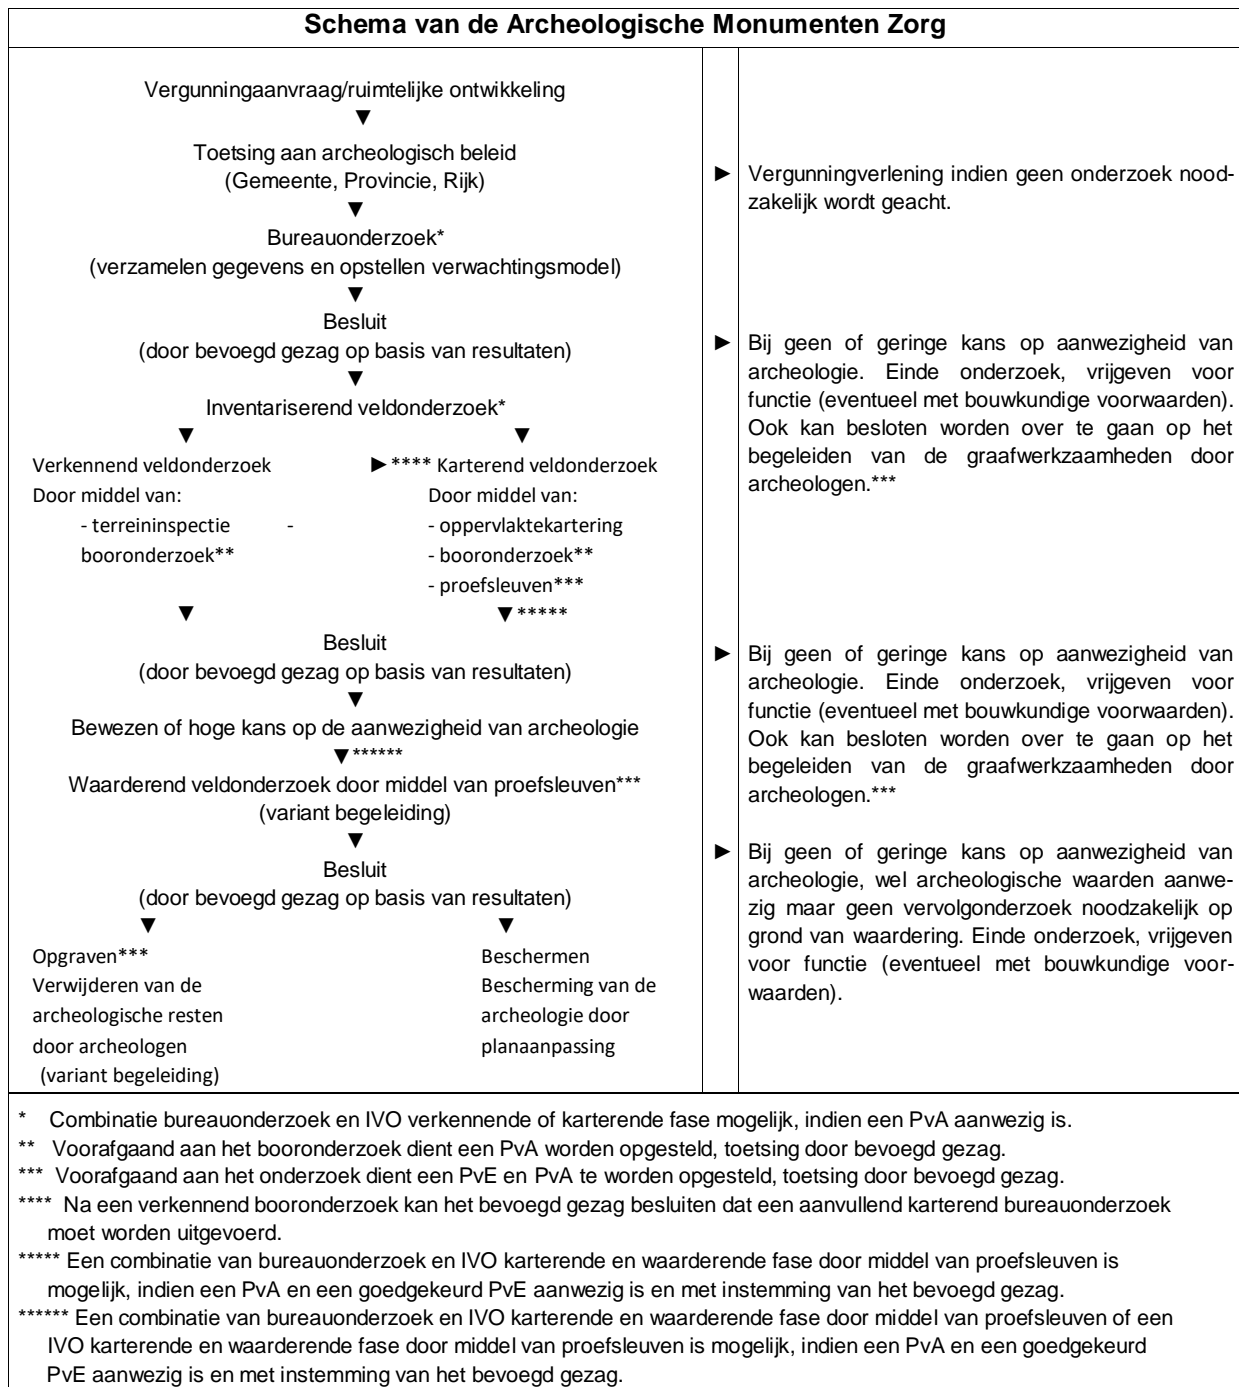 Schema van de Archeologische Monumenten Zorg
Vergunningaanvraag/ruimtelijke ontwikkeling
▼
Toetsing aan archeologisch beleid
(Gemeente, Provincie, Rijk)
▼
Bureauonderzoek*
(verzamelen gegevens en opstellen verwachtingsmodel)
▼
Besluit
(door bevoegd gezag op basis van resultaten)
▼
Inventariserend veldonderzoek*
▼ ▼
Verkennend veldonderzoek ►**** Karterend veldonderzoek
Door middel van: Door middel van:
- terreininspectie - - oppervlaktekartering
booronderzoek** - booronderzoek**
- proefsleuven***
▼ ▼*****
Besluit
(door bevoegd gezag op basis van resultaten)
▼
Bewezen of hoge kans op de aanwezigheid van archeologie
▼******
Waarderend veldonderzoek door middel van proefsleuven***
(variant begeleiding)
▼
Besluit
(door bevoegd gezag op basis van resultaten)
▼ ▼
Opgraven*** Beschermen
Verwijderen van de Bescherming van de
archeologische resten archeologie door
door archeologen planaanpassing
(variant begeleiding)
► Vergunningverlening indien geen onderzoek nood-
zakelijk wordt geacht.
► Bij geen of geringe kans op aanwezigheid van
archeologie. Einde onderzoek, vrijgeven voor
functie (eventueel met bouwkundige voorwaarden).
Ook kan besloten worden over te gaan op het
begeleiden van de graafwerkzaamheden door
archeologen.***
► Bij geen of geringe kans op aanwezigheid van
archeologie. Einde onderzoek, vrijgeven voor
functie (eventueel met bouwkundige voorwaarden).
Ook kan besloten worden over te gaan op het
begeleiden van de graafwerkzaamheden door
archeologen.***
► Bij geen of geringe kans op aanwezigheid van
archeologie, wel archeologische waarden aanwe-
zig maar geen vervolgonderzoek noodzakelijk op
grond van waardering. Einde onderzoek, vrijgeven
voor functie (eventueel met bouwkundige voor-
waarden).
* Combinatie bureauonderzoek en IVO verkennende of karterende fase mogelijk, indien een PvA aanwezig is.
** Voorafgaand aan het booronderzoek dient een PvA worden opgesteld, toetsing door bevoegd gezag.
*** Voorafgaand aan het onderzoek dient een PvE en PvA te worden opgesteld, toetsing door bevoegd gezag.
**** Na een verkennend booronderzoek kan het bevoegd gezag besluiten dat een aanvullend karterend bureauonderzoek
moet worden uitgevoerd.
***** Een combinatie van bureauonderzoek en IVO karterende en waarderende fase door middel van proefsleuven is
mogelijk, indien een PvA en een goedgekeurd PvE aanwezig is en met instemming van het bevoegd gezag.
****** Een combinatie van bureauonderzoek en IVO karterende en waarderende fase door middel van proefsleuven of een
IVO karterende en waarderende fase door middel van proefsleuven is mogelijk, indien een PvA en een goedgekeurd
PvE aanwezig is en met instemming van het bevoegd gezag.